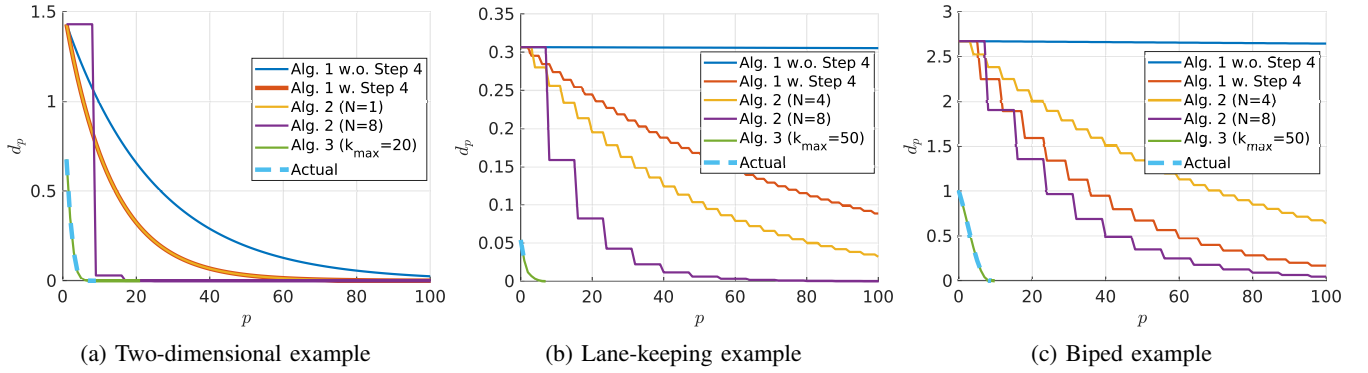 1.5
1
0.5
0
0
20
40
60
80
100
d_p
p
Alg. 1 w.o. Step 4
Alg. 1 w. Step 4
Alg. 2 (N=1)
Alg. 2 (N=8)
Alg. 3 (k_max=20)
Actual
(a) Two-dimensional example
0.35
0.3
0.25
0.2
0.15
0.1
0.05
0
0
20
40
60
80
100
p
Alg. 1 w.o. Step 4
Alg. 1 w. Step 4
Alg. 2 (N=4)
Alg. 2 (N=8)
Alg. 3 (k_max=50)
Actual
(b) Lane-keeping example
3
2.5
2
1.5
1
0.5
0
0
20
40
60
80
100
d_p
p
Alg. 1 w.o. Step 4
Alg. 1 w. Step 4
Alg. 2 (N=4)
Alg. 2 (N=8)
Alg. 3 (k_max=50)
Actual
(c) Biped example